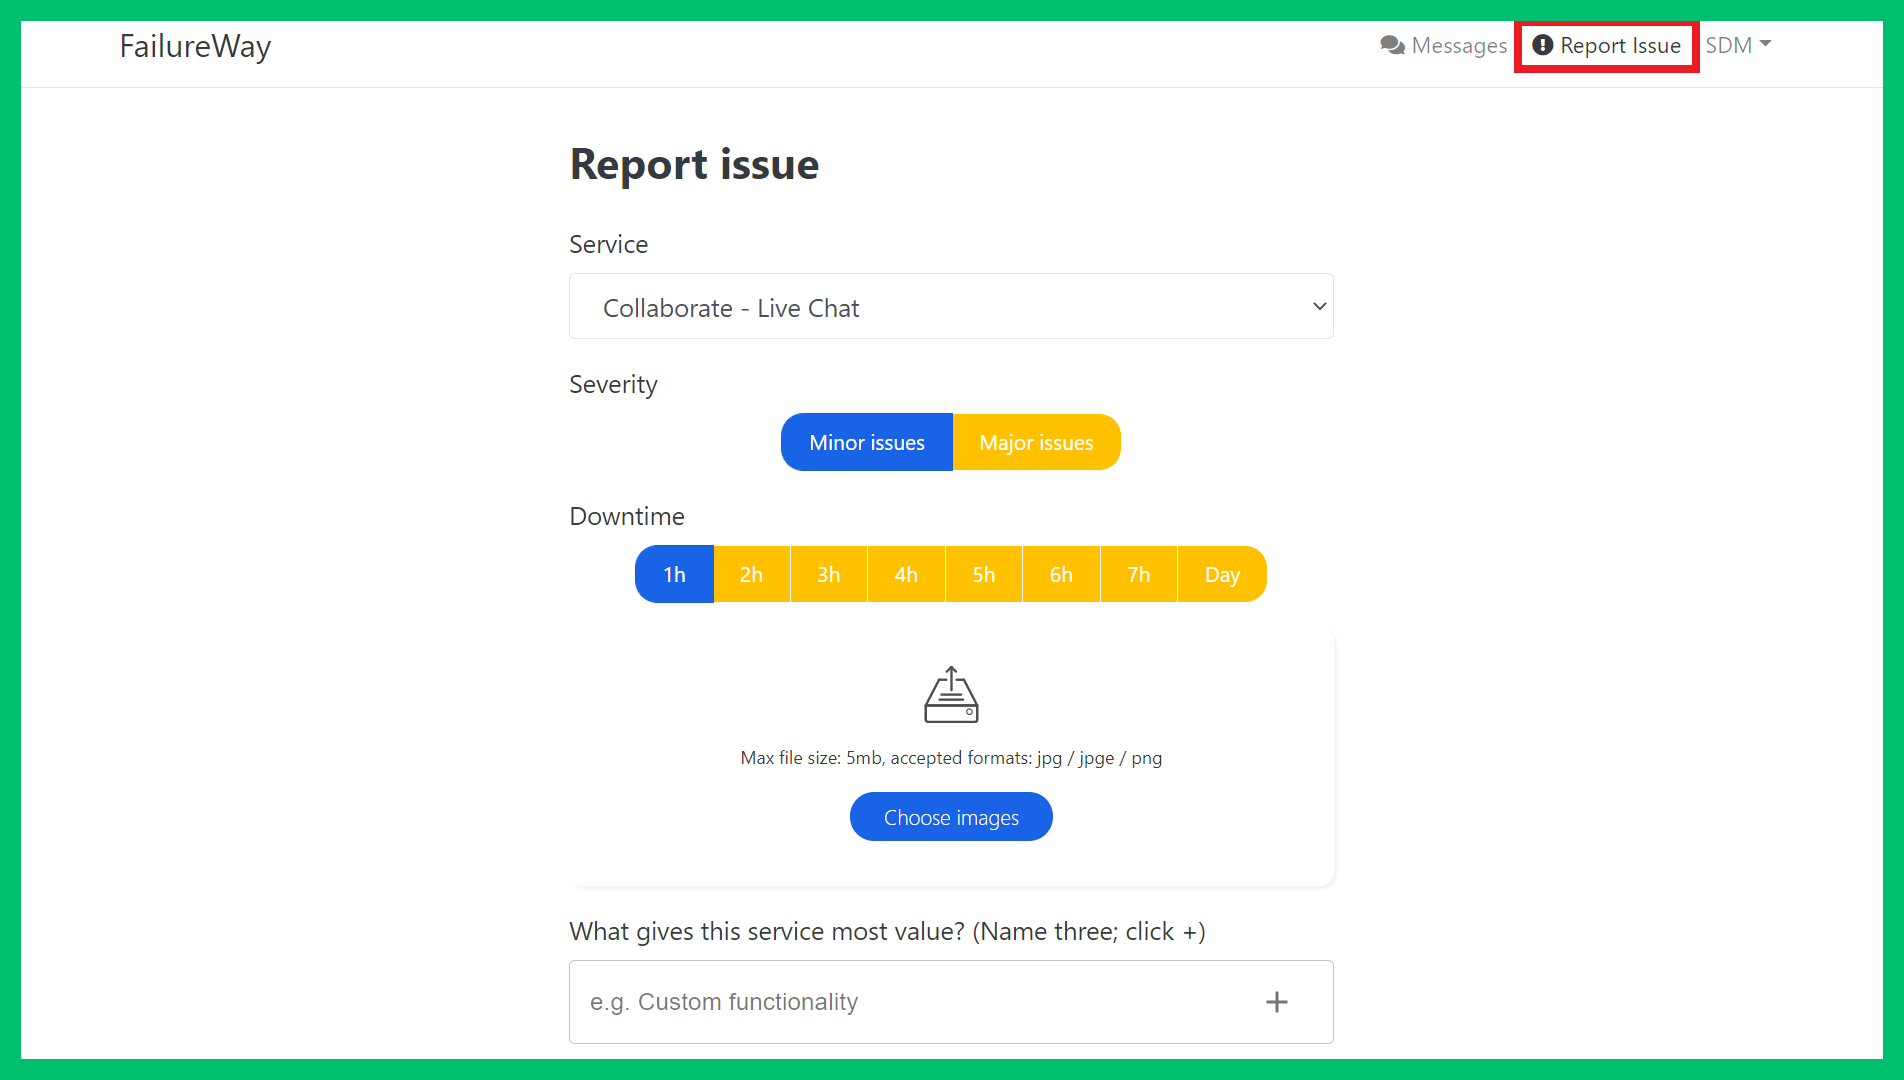 FailureWay
Messages
Report Issue
SDM
Report issue
Service
Collaborate - Live Chat
Severity
Minor issues
Major issues
Downtime
1h
2h
3h
4h
5h
6h
7h
Day
Max file size: 5mb, accepted formats: jpg / jpge / png
Choose images
What gives this service most value? (Name three; click +)
e.g. Custom functionality
+